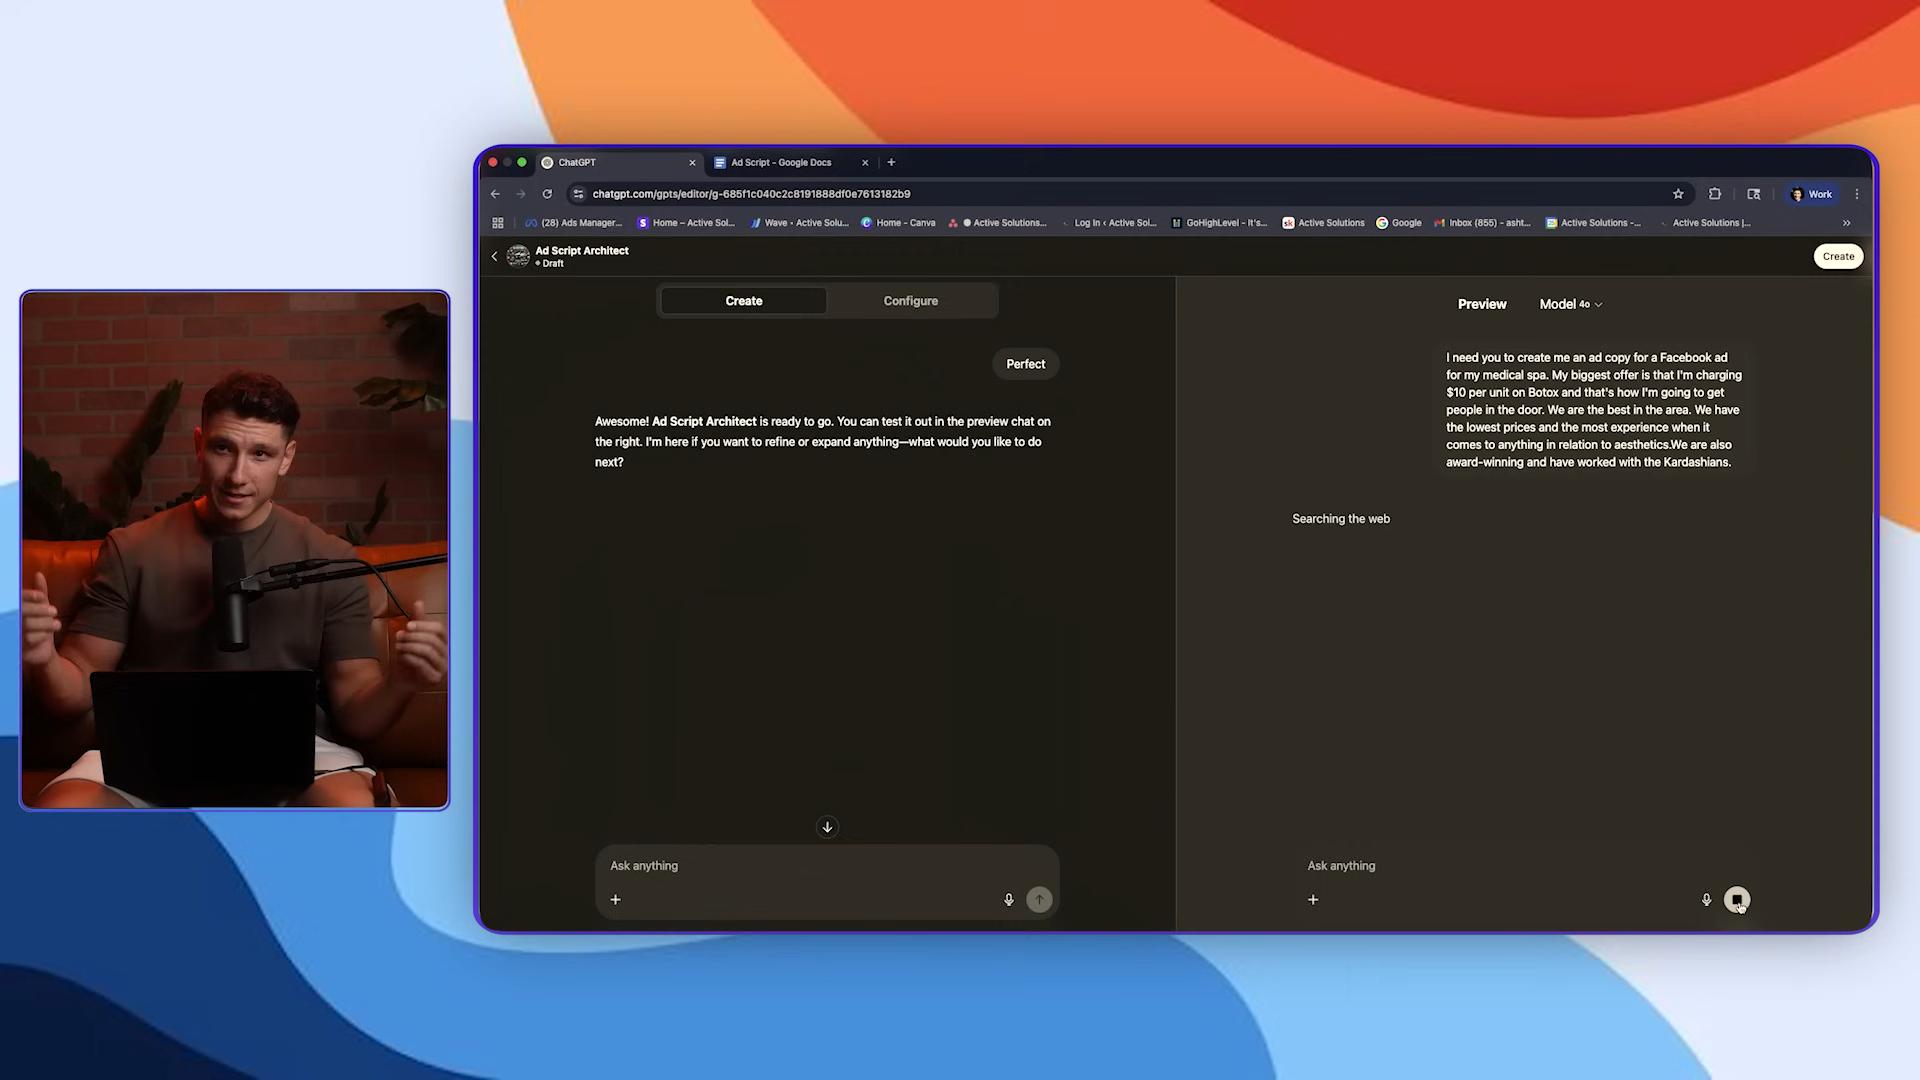 ChatGPT
Ad Script - Google Docs
chatgpt.com/gpts/editor/g-685f1c040c2c8191888df0e7613182b9
Work
(28) Ads Manager...
Home – Active Sol...
Wave • Active Solu...
Home - Canva
Active Solutions...
Log In ‹ Active Sol...
GoHighLevel - It's...
sk
Active Solutions
Google
Inbox (855) - asht...
Active Solutions -...
Active Solutions |...
Ad Script Architect
Draft
Create
Create
Configure
Preview
Model 4o
Perfect
Awesome! Ad Script Architect is ready to go. You can test it out in the preview chat on
the right. I'm here if you want to refine or expand anything—what would you like to do
next?
I need you to create me an ad copy for a Facebook ad
for my medical spa. My biggest offer is that I'm charging
$10 per unit on Botox and that's how I'm going to get
people in the door. We are the best in the area. We have
the lowest prices and the most experience when it
comes to anything in relation to aesthetics.We are also
award-winning and have worked with the Kardashians.
Searching the web
Ask anything
Ask anything